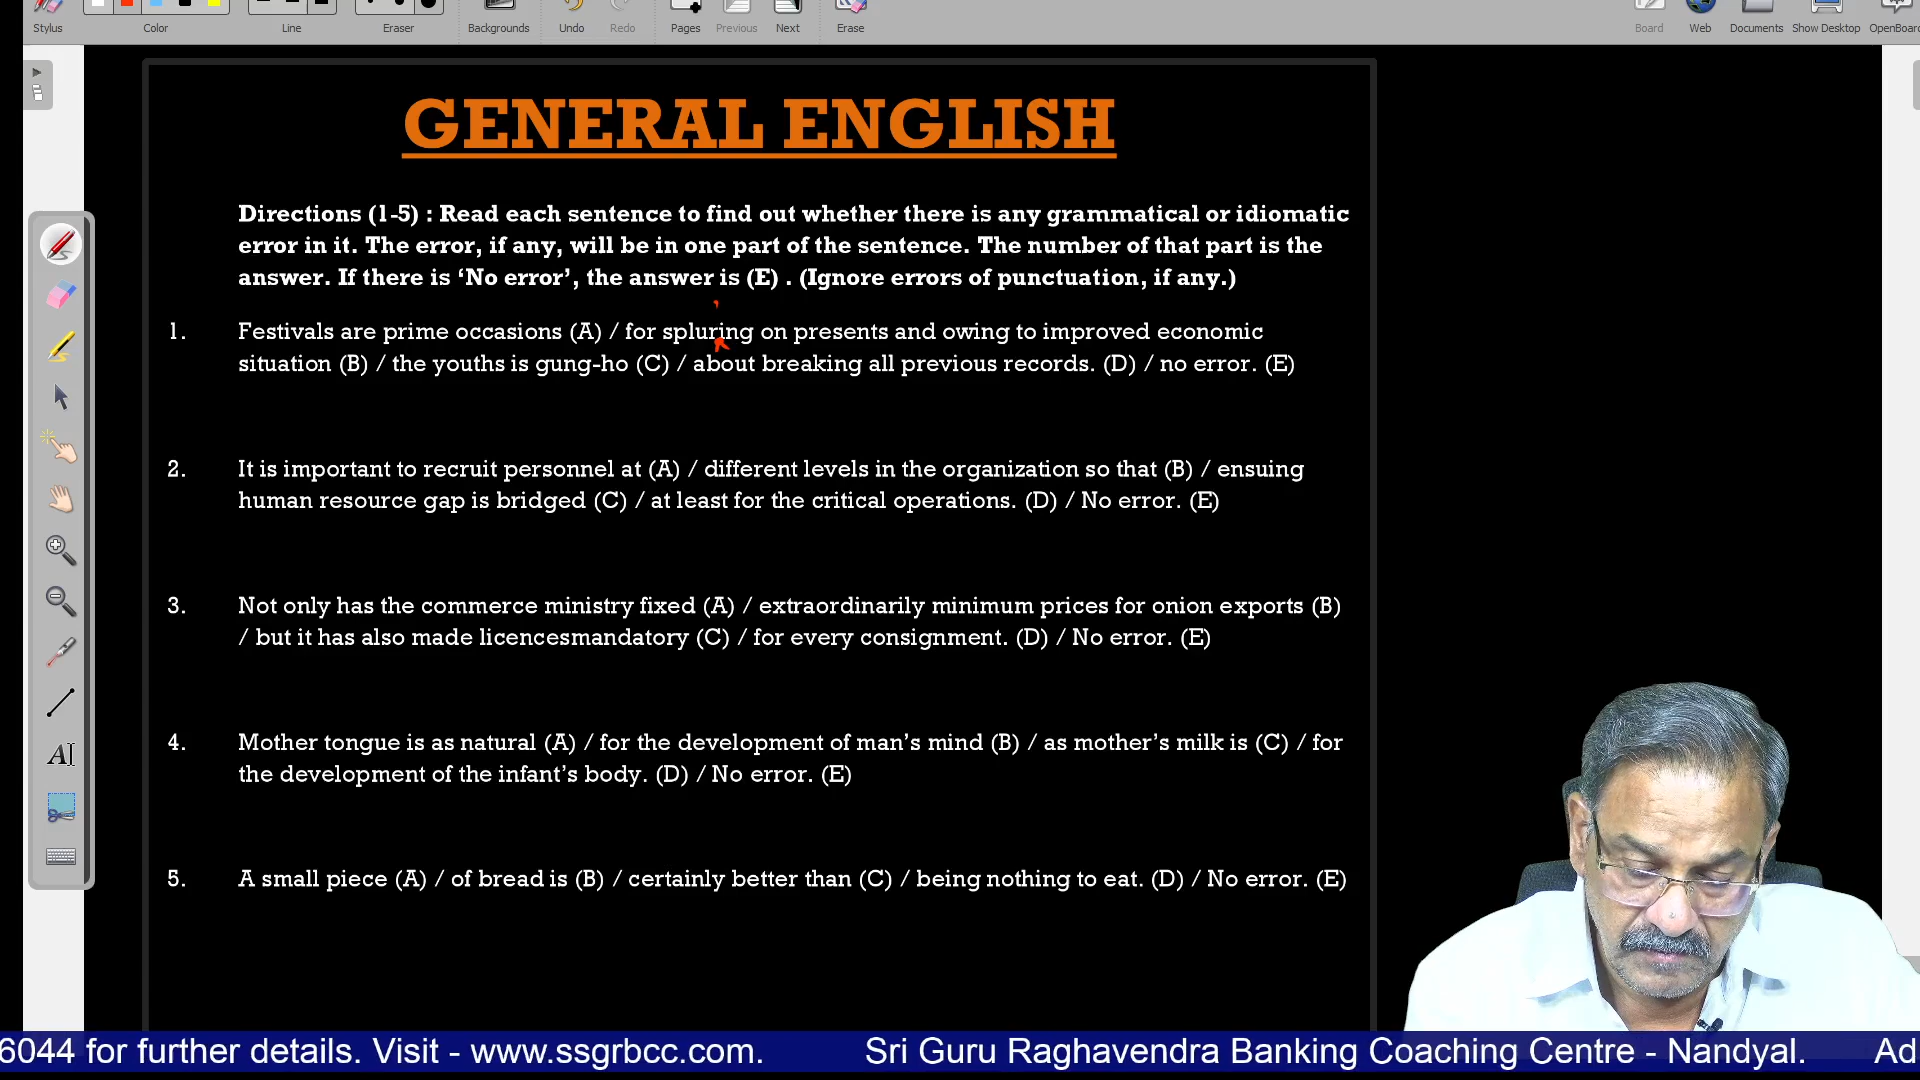 Stylus Color Line Eraser Backgrounds Undo Redo Pages Previous Next Erase Board Web Documents Show Desktop OpenBoard
GENERAL ENGLISH
Directions (1-5) : Read each sentence to find out whether there is any grammatical or idiomatic
error in it. The error, if any, will be in one part of the sentence. The number of that part is the
answer. If there is ‘No error’, the answer is (E) . (Ignore errors of punctuation, if any.)
1. Festivals are prime occasions (A) / for spluring on presents and owing to improved economic
situation (B) / the youths is gung-ho (C) / about breaking all previous records. (D) / no error. (E)
2. It is important to recruit personnel at (A) / different levels in the organization so that (B) / ensuing
human resource gap is bridged (C) / at least for the critical operations. (D) / No error. (E)
3. Not only has the commerce ministry fixed (A) / extraordinarily minimum prices for onion exports (B)
/ but it has also made licencesmandatory (C) / for every consignment. (D) / No error. (E)
4. Mother tongue is as natural (A) / for the development of man’s mind (B) / as mother’s milk is (C) / for
the development of the infant’s body. (D) / No error. (E)
5. A small piece (A) / of bread is (B) / certainly better than (C) / being nothing to eat. (D) / No error. (E)
6044 for further details. Visit - www.ssgrbcc.com. Sri Guru Raghavendra Banking Coaching Centre - Nandyal. Ad